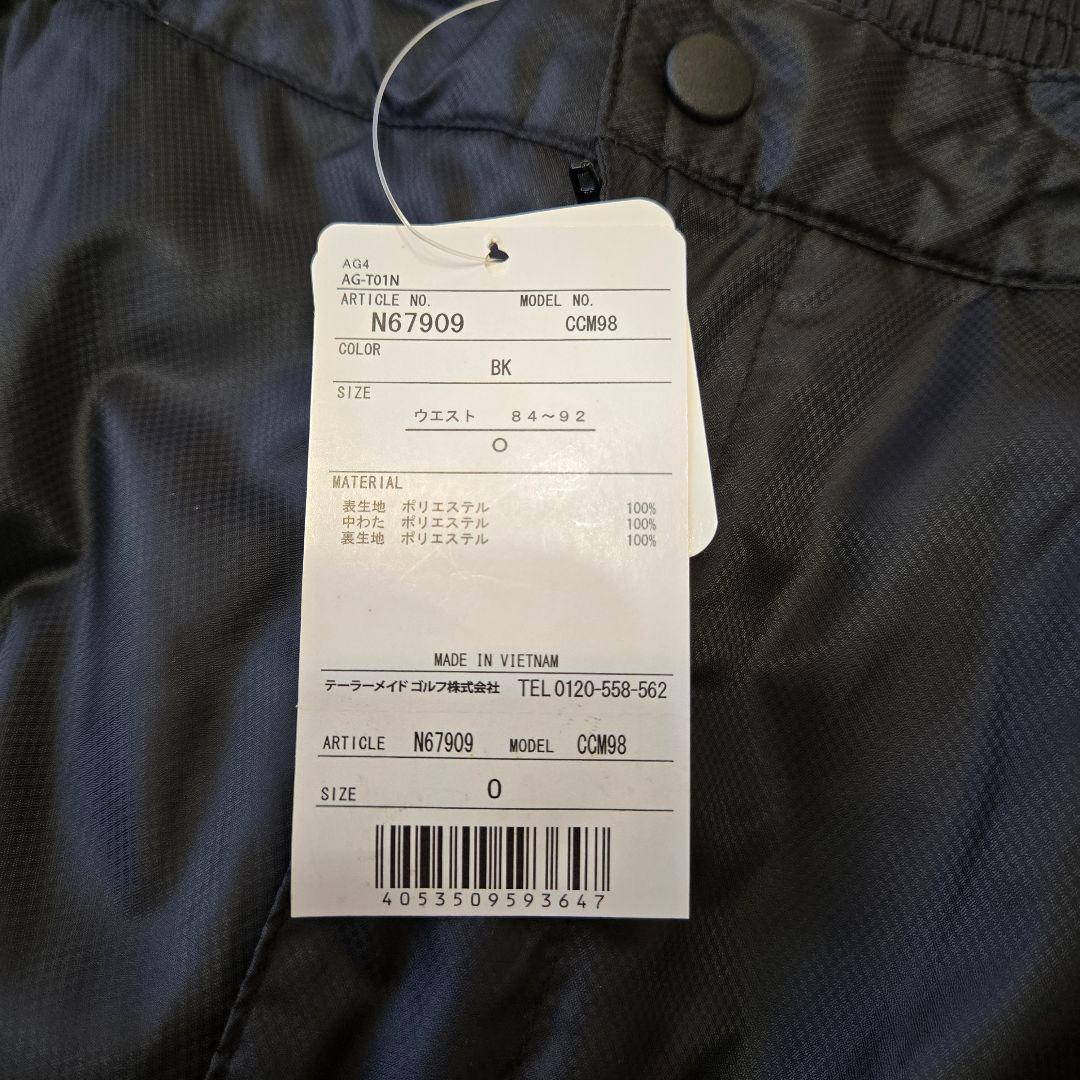 AG4
AG-T01N
ARTICLE NO. MODEL NO.
N67909 CCM98
COLOR
BK
SIZE
ウエスト 84～92
O
MATERIAL
表生地 ポリエステル 100%
中わた ポリエステル 100%
裏生地 ポリエステル 100%
MADE IN VIETNAM
テーラーメイド ゴルフ株式会社 TEL 0120-558-562
ARTICLE N67909 MODEL CCM98
SIZE O
4053509593647